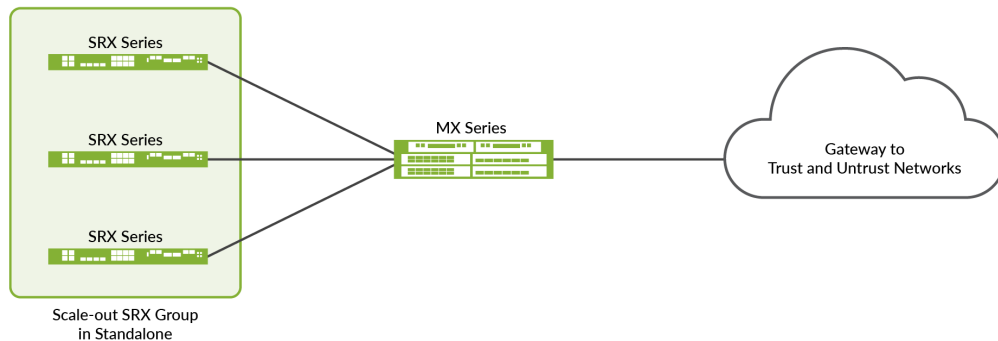 SRX Series
SRX Series
SRX Series
Scale-out SRX Group
in Standalone
MX Series
Gateway to
Trust and Untrust Networks